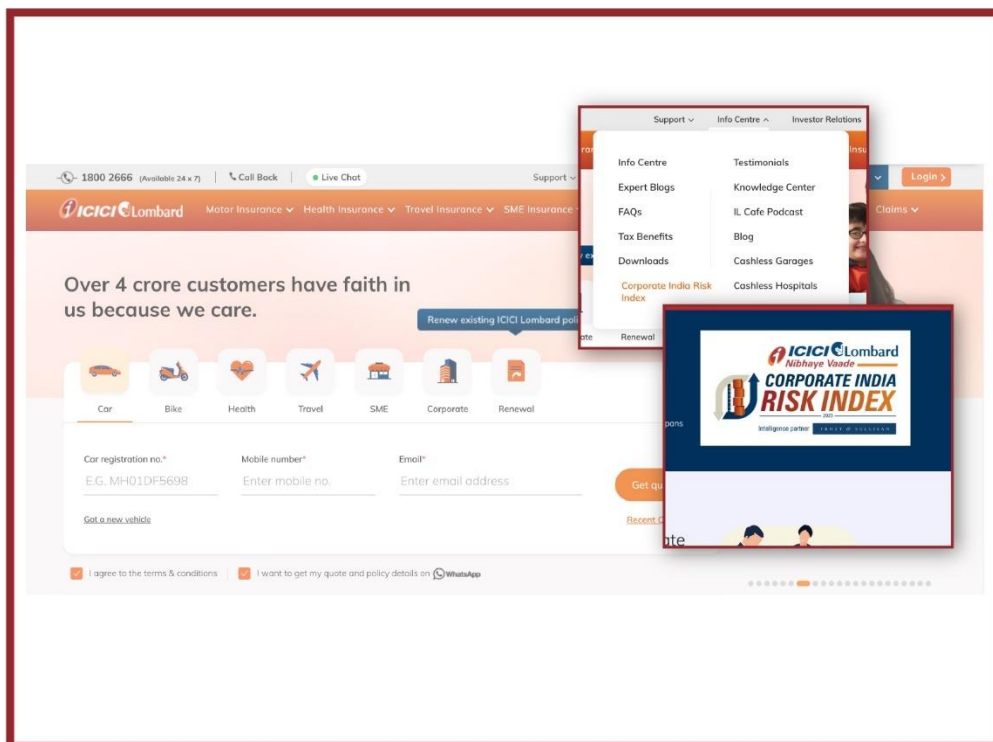 Support Info Centre Investor Relations
Info Centre Testimonials
Expert Blogs Knowledge Center
FAQs IL Cafe Podcast
Tax Benefits Blog
Downloads Cashless Garages
Corporate India Risk Cashless Hospitals
Index
Renewal
1800 2666 (Available 24 x 7) Call Back Live Chat Support Login
ICICI Lombard Motor Insurance Health Insurance Travel Insurance SME Insurance Claims
Over 4 crore customers have faith in
us because we care.
Renew existing ICICI Lombard
Car Bike Health Travel SME Corporate Renewal
Car registration no.* Mobile number* Email*
E.G. MH01DF5698 Enter mobile no. Enter email address
Get
Got a new vehicle Recent
I agree to the terms & conditions I want to get my quote and policy details on WhatsApp
ICICI Lombard
Nibhaye Vaade
CORPORATE INDIA
RISK INDEX
Intelligence partner FROST & SULLIVAN